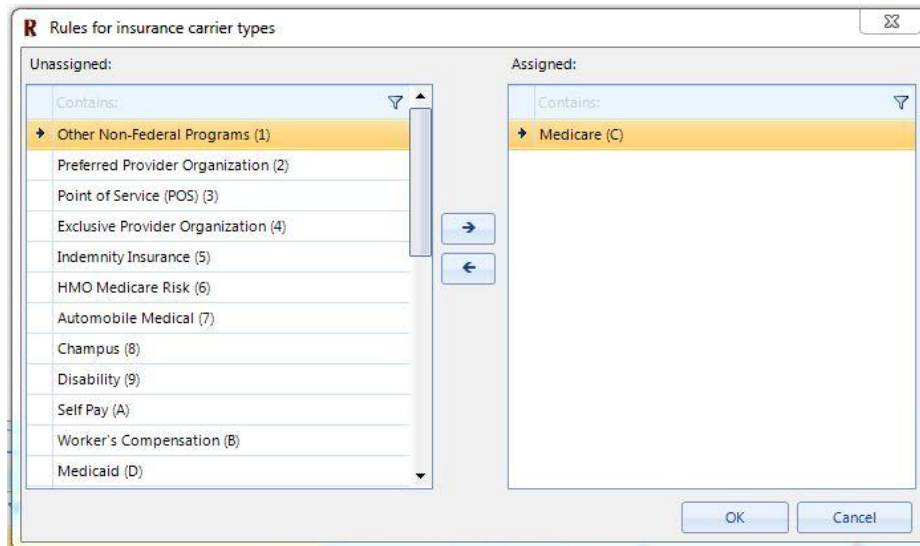 R Rules for insurance carrier types
Unassigned:
Contains:
Other Non-Federal Programs (1)
Preferred Provider Organization (2)
Point of Service (POS) (3)
Exclusive Provider Organization (4)
Indemnity Insurance (5)
HMO Medicare Risk (6)
Automobile Medical (7)
Champus (8)
Disability (9)
Self Pay (A)
Worker's Compensation (B)
Medicaid (D)
Assigned:
Contains:
Medicare (C)
OK
Cancel